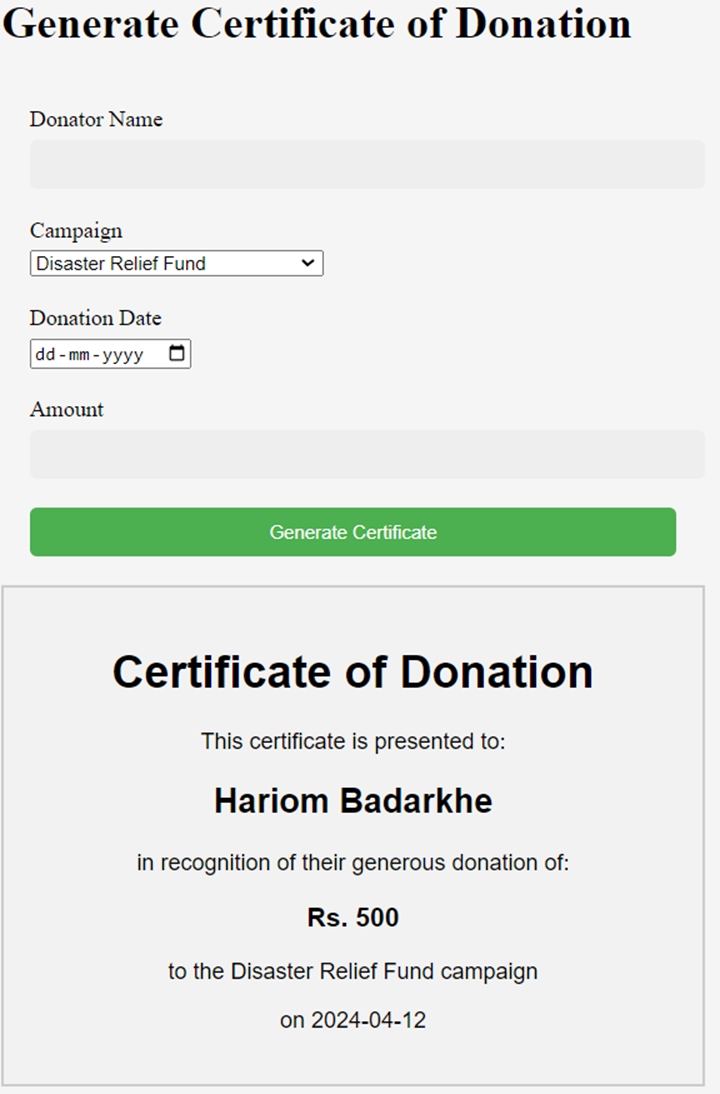 Generate Certificate of Donation
Donator Name
Campaign
Disaster Relief Fund
Donation Date
dd-mm-yyyy
Amount
Generate Certificate
Certificate of Donation
This certificate is presented to:
Hariom Badarkhe
in recognition of their generous donation of:
Rs. 500
to the Disaster Relief Fund campaign
on 2024-04-12